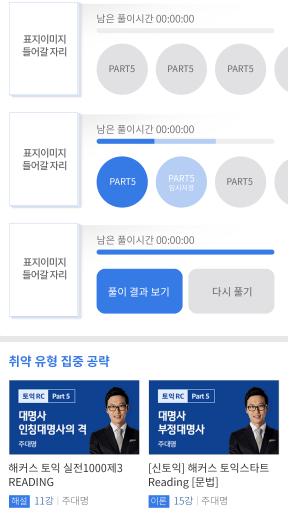 표지이미지
들어갈 자리
남은 풀이시간 00:00:00
PART5
PART5
PART5
표지이미지
들어갈 자리
남은 풀이시간 00:00:00
PART5
PART5
임시저장
PART5
표지이미지
들어갈 자리
남은 풀이시간 00:00:00
풀이 결과 보기
다시 풀기
취약 유형 집중 공략
토익 RC Part 5
대명사
인칭대명사의 격
주대명
해커스 토익 실전1000제3
READING
해설 11강 | 주대명
토익 RC Part 5
대명사
부정대명사
주대명
[신토익] 해커스 토익스타트
Reading [문법]
이론 15강 | 주대명